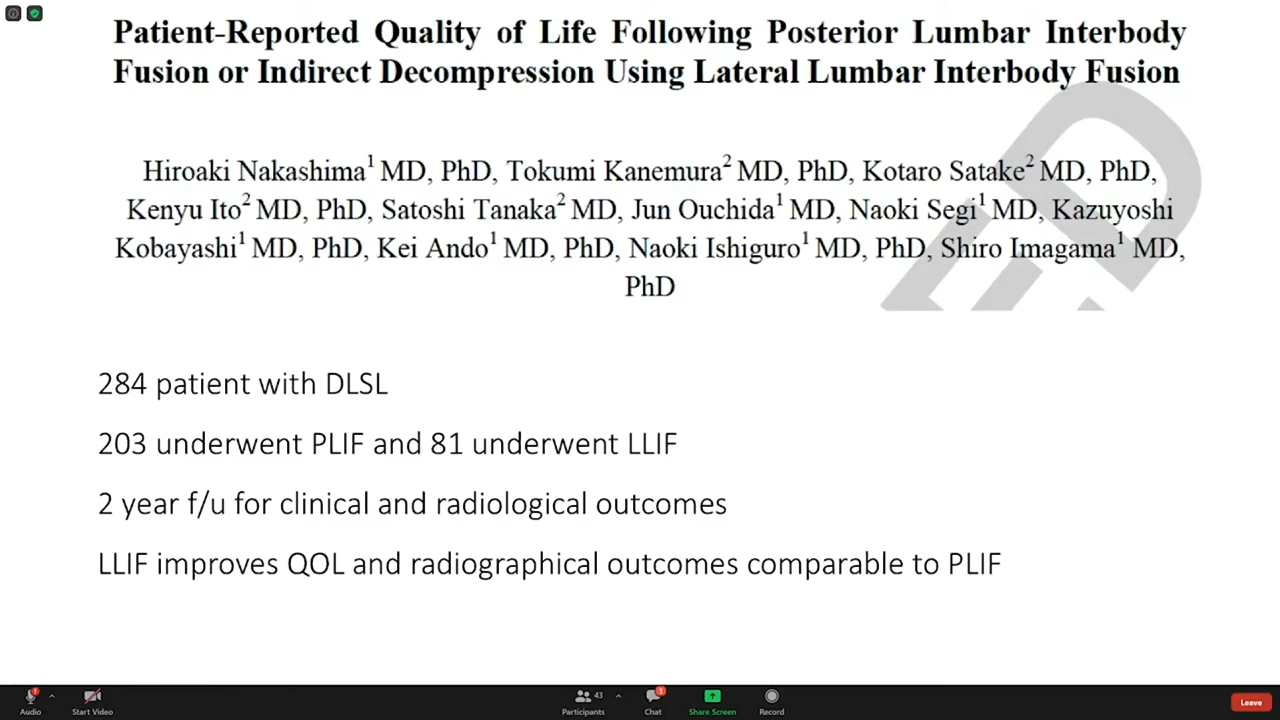 Patient-Reported Quality of Life Following Posterior Lumbar Interbody
Fusion or Indirect Decompression Using Lateral Lumbar Interbody Fusion
Hiroaki Nakashima¹ MD, PhD, Tokumi Kanemura² MD, PhD, Kotaro Satake² MD, PhD,
Kenyu Ito² MD, PhD, Satoshi Tanaka² MD, Jun Ouchida¹ MD, Naoki Segi¹ MD, Kazuyoshi
Kobayashi¹ MD, PhD, Kei Ando¹ MD, PhD, Naoki Ishiguro¹ MD, PhD, Shiro Imagama¹ MD,
PhD
284 patient with DLSL
203 underwent PLIF and 81 underwent LLIF
2 year f/u for clinical and radiological outcomes
LLIF improves QOL and radiographical outcomes comparable to PLIF
Audio
Start Video
Participants
43
Chat
1
Share Screen
Record
Leave